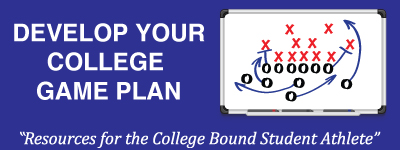 DEVELOP YOUR
COLLEGE
GAME PLAN
X X X X
X X X X
X X X X X
O O O O O O O
O O
O O
"Resources for the College Bound Student Athlete"